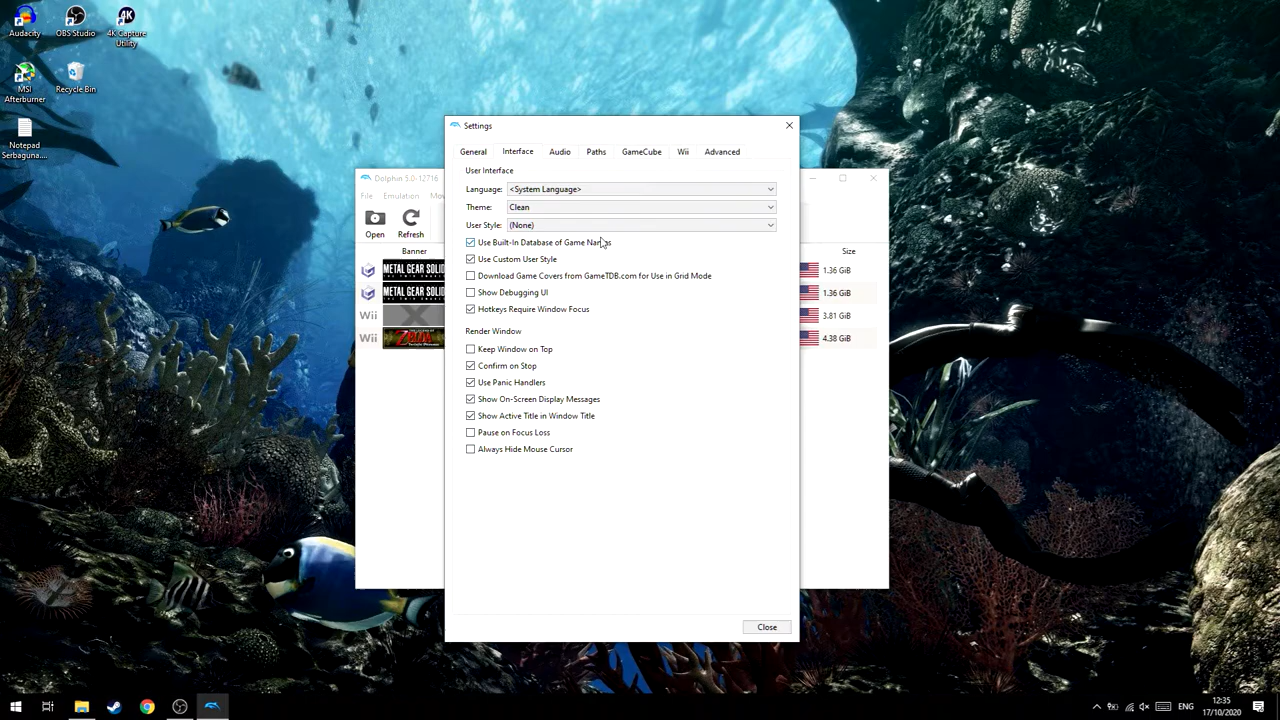 Audacity
OBS Studio
4K Capture
Utility
MSI
Afterburner
Recycle Bin
Notepad
Serbaguna....
Dolphin 5.0-12716
File Emulation Mov
Open Refresh
Banner
Size
METAL GEAR SOLID
1.36 GiB
METAL GEAR SOLID
1.36 GiB
Wii
3.81 GiB
Wii
ZELDA
4.38 GiB
Settings
General Interface Audio Paths GameCube Wii Advanced
User Interface
Language: <System Language>
Theme: Clean
User Style: (None)
Use Built-In Database of Game Names
Use Custom User Style
Download Game Covers from GameTDB.com for Use in Grid Mode
Show Debugging UI
Hotkeys Require Window Focus
Render Window
Keep Window on Top
Confirm on Stop
Use Panic Handlers
Show On-Screen Display Messages
Show Active Title in Window Title
Pause on Focus Loss
Always Hide Mouse Cursor
Close
ENG
12:35
17/10/2020